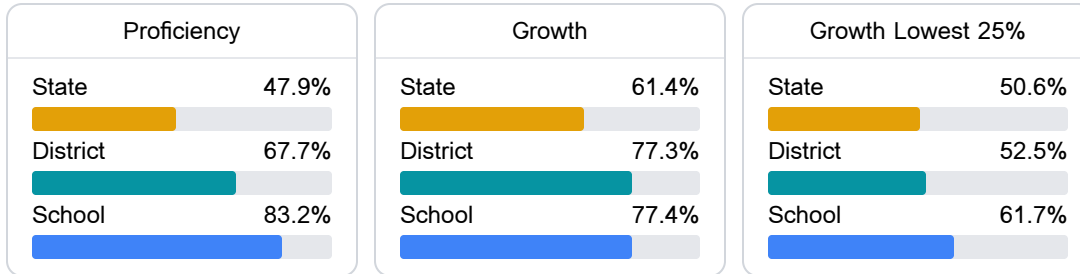 Proficiency
State 47.9%
District 67.7%
School 83.2%
Growth
State 61.4%
District 77.3%
School 77.4%
Growth Lowest 25%
State 50.6%
District 52.5%
School 61.7%